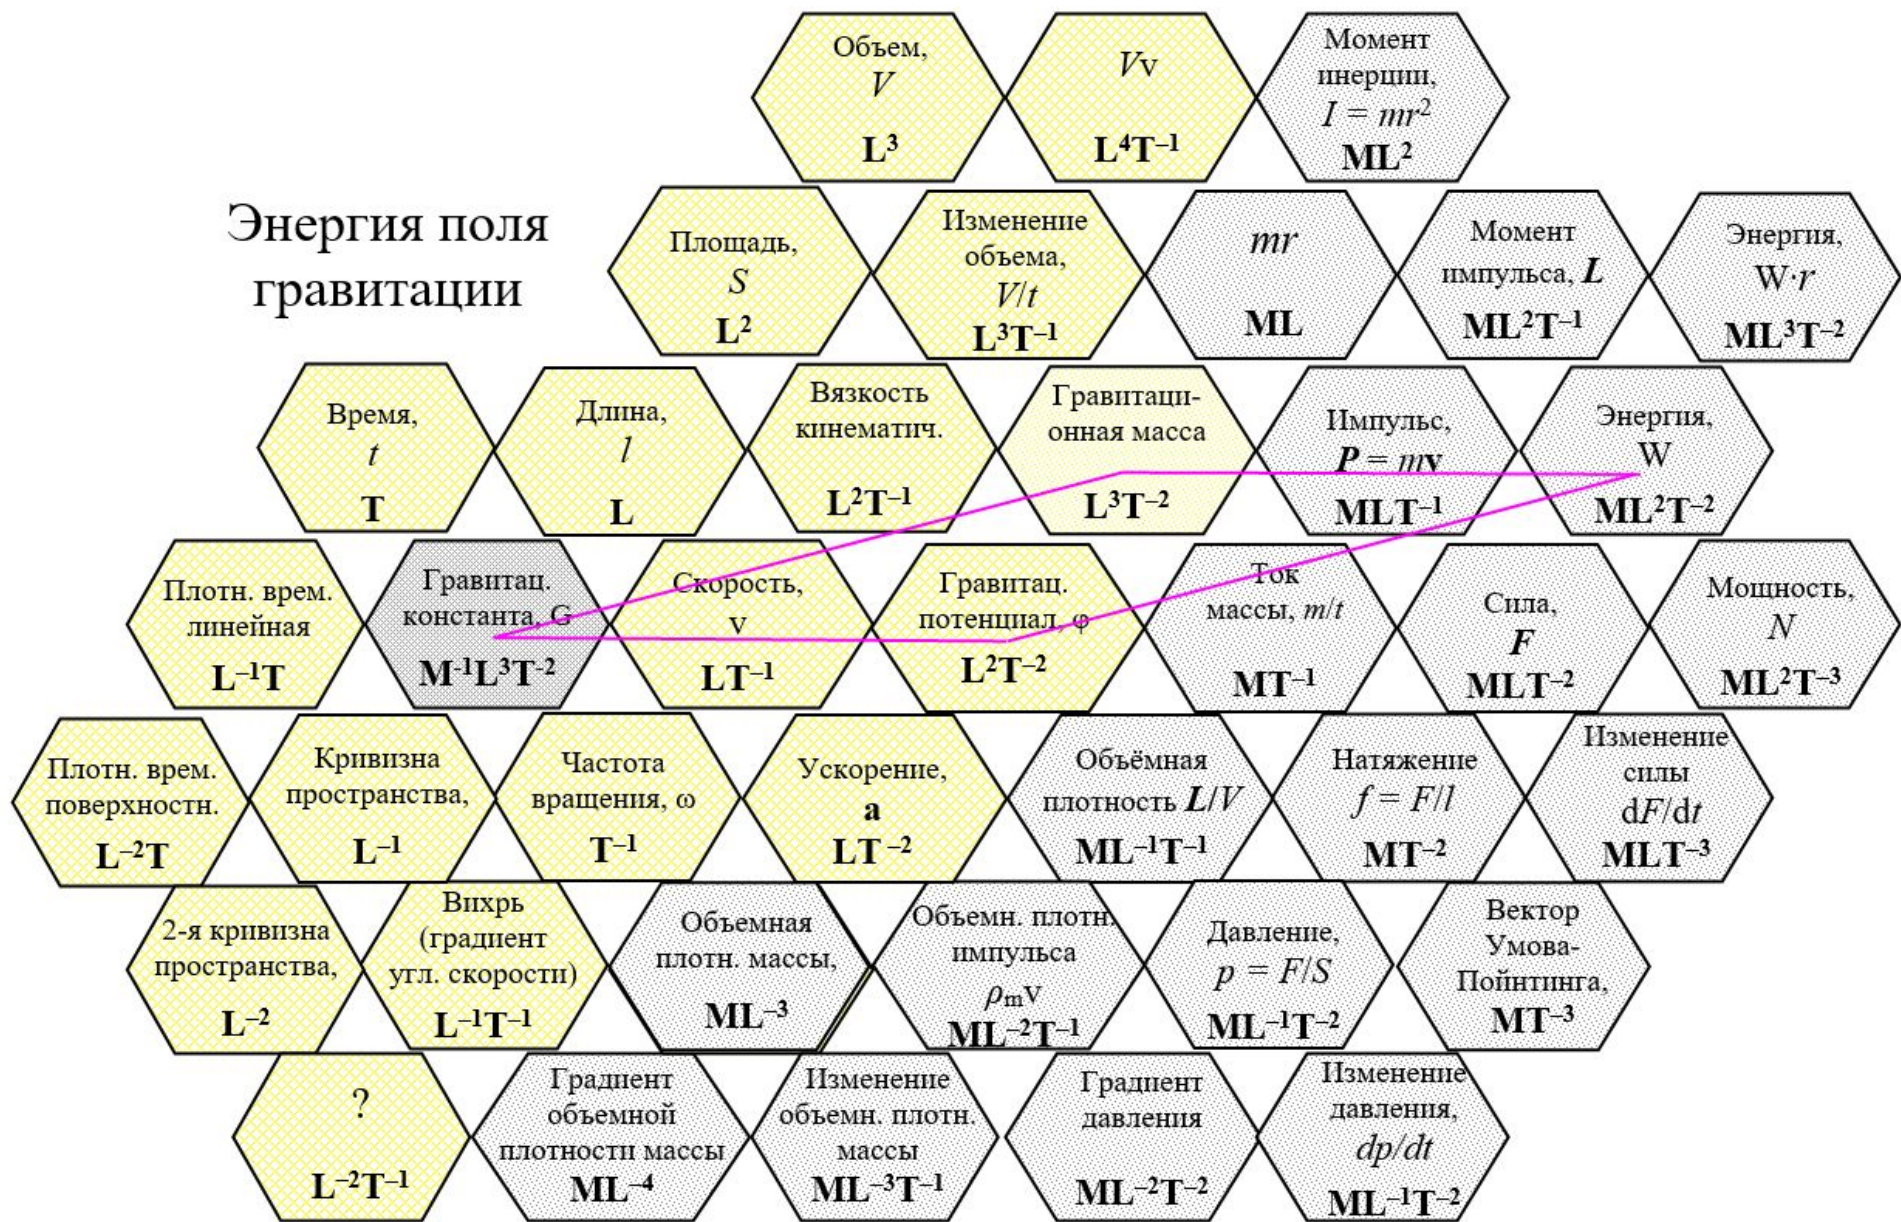 Энергия поля
гравитации
Объем,
V
L³
Vv
L⁴T⁻¹
Момент
инерции,
I = mr²
ML²
Площадь,
S
L²
Изменение
объема,
V/t
L³T⁻¹
mr
ML
Момент
импульса, L
ML²T⁻¹
Энергия,
W·r
ML³T⁻²
Время,
t
T
Длина,
l
L
Вязкость
кинематич.
L²T⁻¹
Гравитаци-
онная масса
L³T⁻²
Импульс,
P = mv
MLT⁻¹
Энергия,
W
ML²T⁻²
Плотн. врем.
линейная
L⁻¹T
Гравитац.
константа, G
M⁻¹L³T⁻²
Скорость,
v
LT⁻¹
Гравитац.
потенциал, φ
L²T⁻²
Ток
массы, m/t
MT⁻¹
Сила,
F
MLT⁻²
Мощность,
N
ML²T⁻³
Плотн. врем.
поверхностн.
L⁻²T
Кривизна
пространства,
L⁻¹
Частота
вращения, ω
T⁻¹
Ускорение,
a
LT⁻²
Объёмная
плотность L/V
ML⁻¹T⁻¹
Натяжение
f = F/l
MT⁻²
Изменение
силы
dF/dt
MLT⁻³
2-я кривизна
пространства,
L⁻²
Вихрь
(градиент
угл. скорости)
L⁻¹T⁻¹
Объемная
плотн. массы,
ML⁻³
Объемн. плотн.
импульса
ρₘv
ML⁻²T⁻¹
Давление,
p = F/S
ML⁻¹T⁻²
Вектор
Умова-
Пойнтинга,
MT⁻³
?
L⁻²T⁻¹
Градиент
объемной
плотности массы
ML⁻⁴
Изменение
объемн. плотн.
массы
ML⁻³T⁻¹
Градиент
давления
ML⁻²T⁻²
Изменение
давления,
dp/dt
ML⁻¹T⁻²